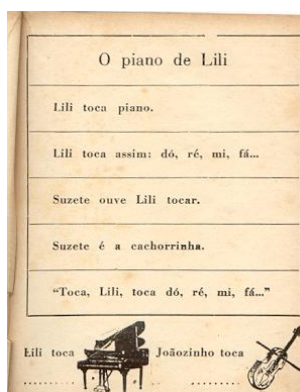 O piano de Lili
Lili toca piano.
Lili toca assim: dó, ré, mi, fá...
Suzete ouve Lili tocar.
Suzete é a cachorrinha.
“Toca, Lili, toca dó, ré, mi, fá...”
Lili toca Joãozinho toca